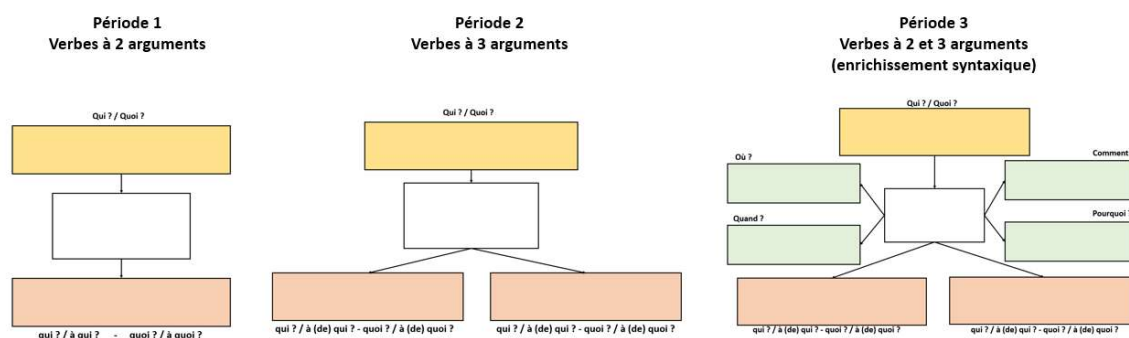 Période 1
Verbes à 2 arguments
Qui ? / Quoi ?
qui ? / à qui ? - quoi ? / à quoi ?
Période 2
Verbes à 3 arguments
Qui ? / Quoi ?
qui ? / à (de) qui ? - quoi ? / à (de) quoi ?
qui ? / à (de) qui ? - quoi ? / à (de) quoi ?
Période 3
Verbes à 2 et 3 arguments
(enrichissement syntaxique)
Qui ? / Quoi ?
Où ?
Comment
Quand ?
Pourquoi ?
qui ? / à (de) qui ? - quoi ? / à (de) quoi ?
qui ? / à (de) qui ? - quoi ? / à (de) quoi ?